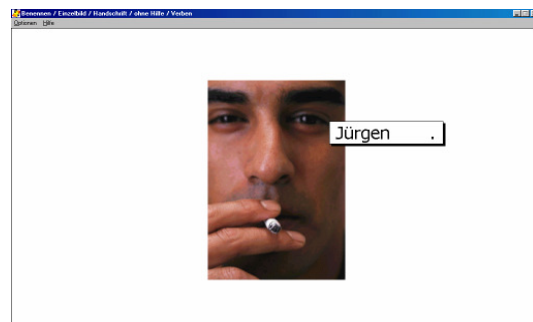 Benennen / Einzelbild / Handschrift / ohne Hilfe / Verben
Optionen Hilfe
Jürgen .